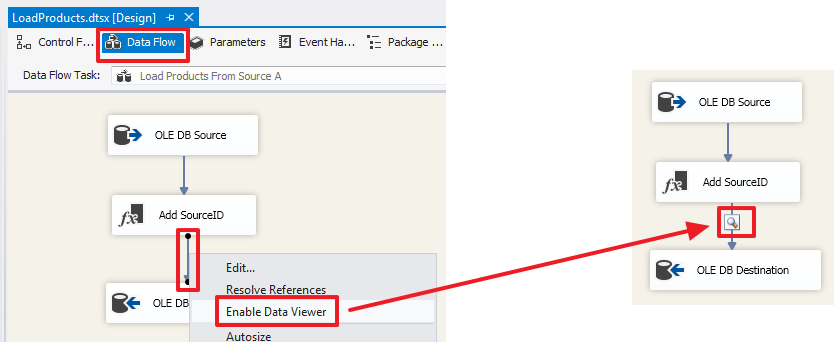 LoadProducts.dtsx [Design]
Control F... Data Flow Parameters Event Ha... Package ...
Data Flow Task: Load Products From Source A
OLE DB Source
fx Add SourceID
OLE DB
Edit...
Resolve References
Enable Data Viewer
Autosize
OLE DB Source
fx Add SourceID
OLE DB Destination